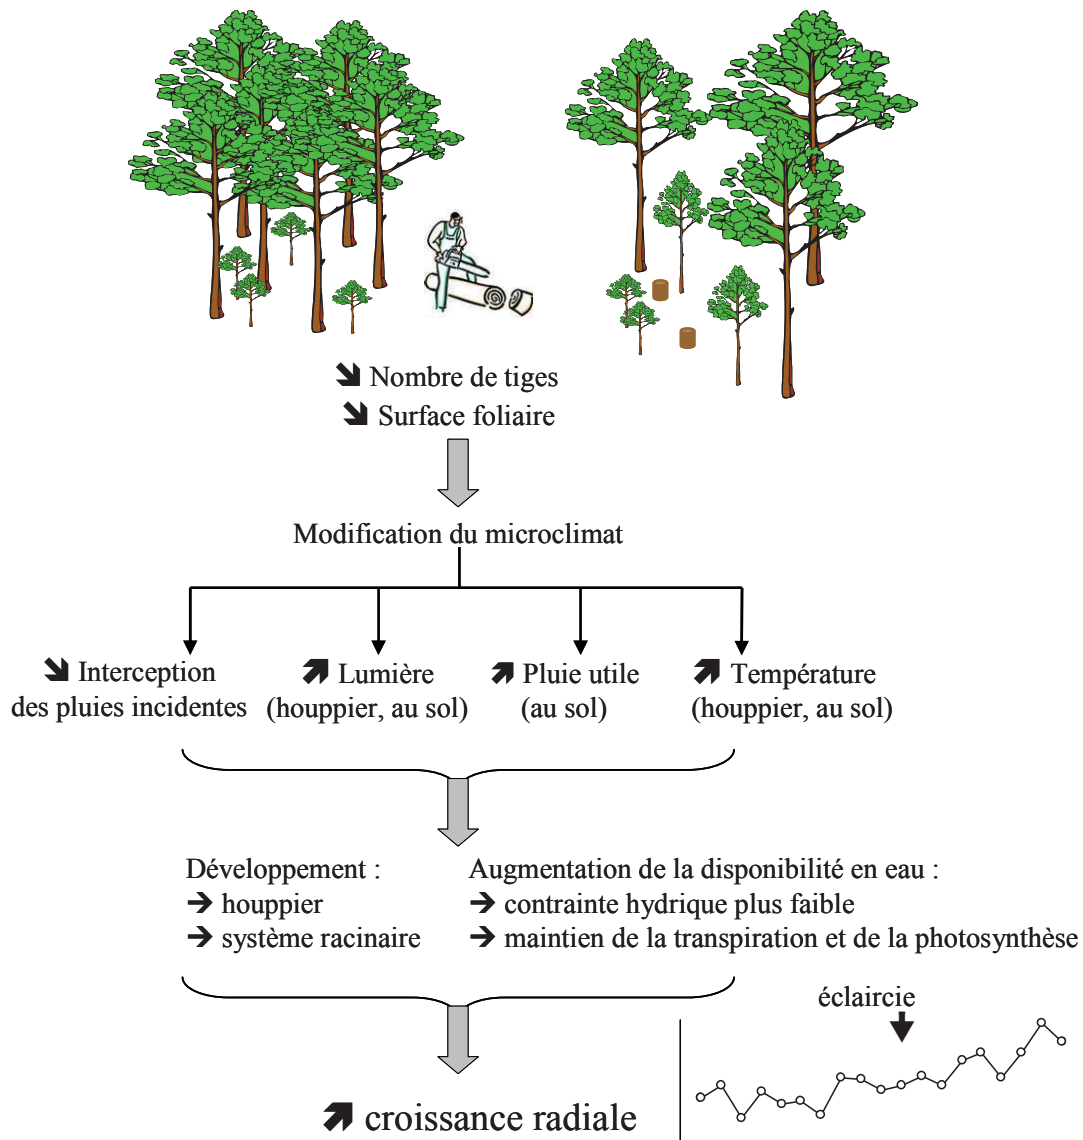 ↘ Nombre de tiges
↘ Surface foliaire
Modification du microclimat
↘ Interception
des pluies incidentes
↗ Lumière
(houppier, au sol)
↗ Pluie utile
(au sol)
↗ Température
(houppier, au sol)
Développement :
→ houppier
→ système racinaire
Augmentation de la disponibilité en eau :
→ contrainte hydrique plus faible
→ maintien de la transpiration et de la photosynthèse
éclaircie
↗ croissance radiale